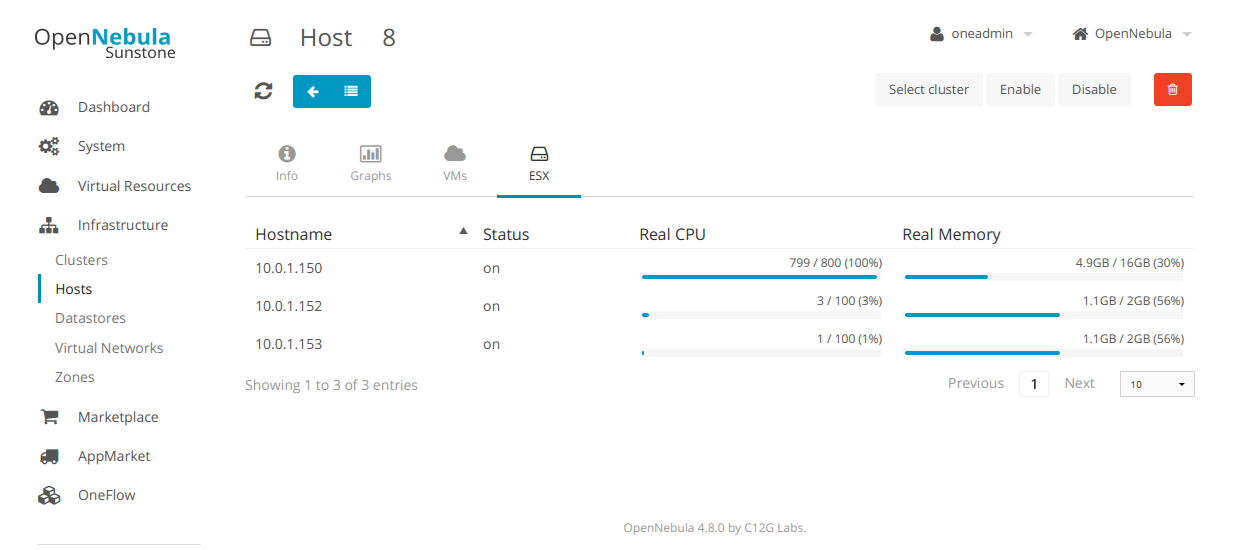 OpenNebula
Sunstone
Host 8
oneadmin
OpenNebula
Select cluster
Enable
Disable
Dashboard
System
Virtual Resources
Infrastructure
Clusters
Hosts
Datastores
Virtual Networks
Zones
Marketplace
AppMarket
OneFlow
Info
Graphs
VMs
ESX
Hostname Status Real CPU Real Memory
10.0.1.150 on 799 / 800 (100%) 4.9GB / 16GB (30%)
10.0.1.152 on 3 / 100 (3%) 1.1GB / 2GB (56%)
10.0.1.153 on 1 / 100 (1%) 1.1GB / 2GB (56%)
Showing 1 to 3 of 3 entries
Previous 1 Next 10
OpenNebula 4.8.0 by C12G Labs.